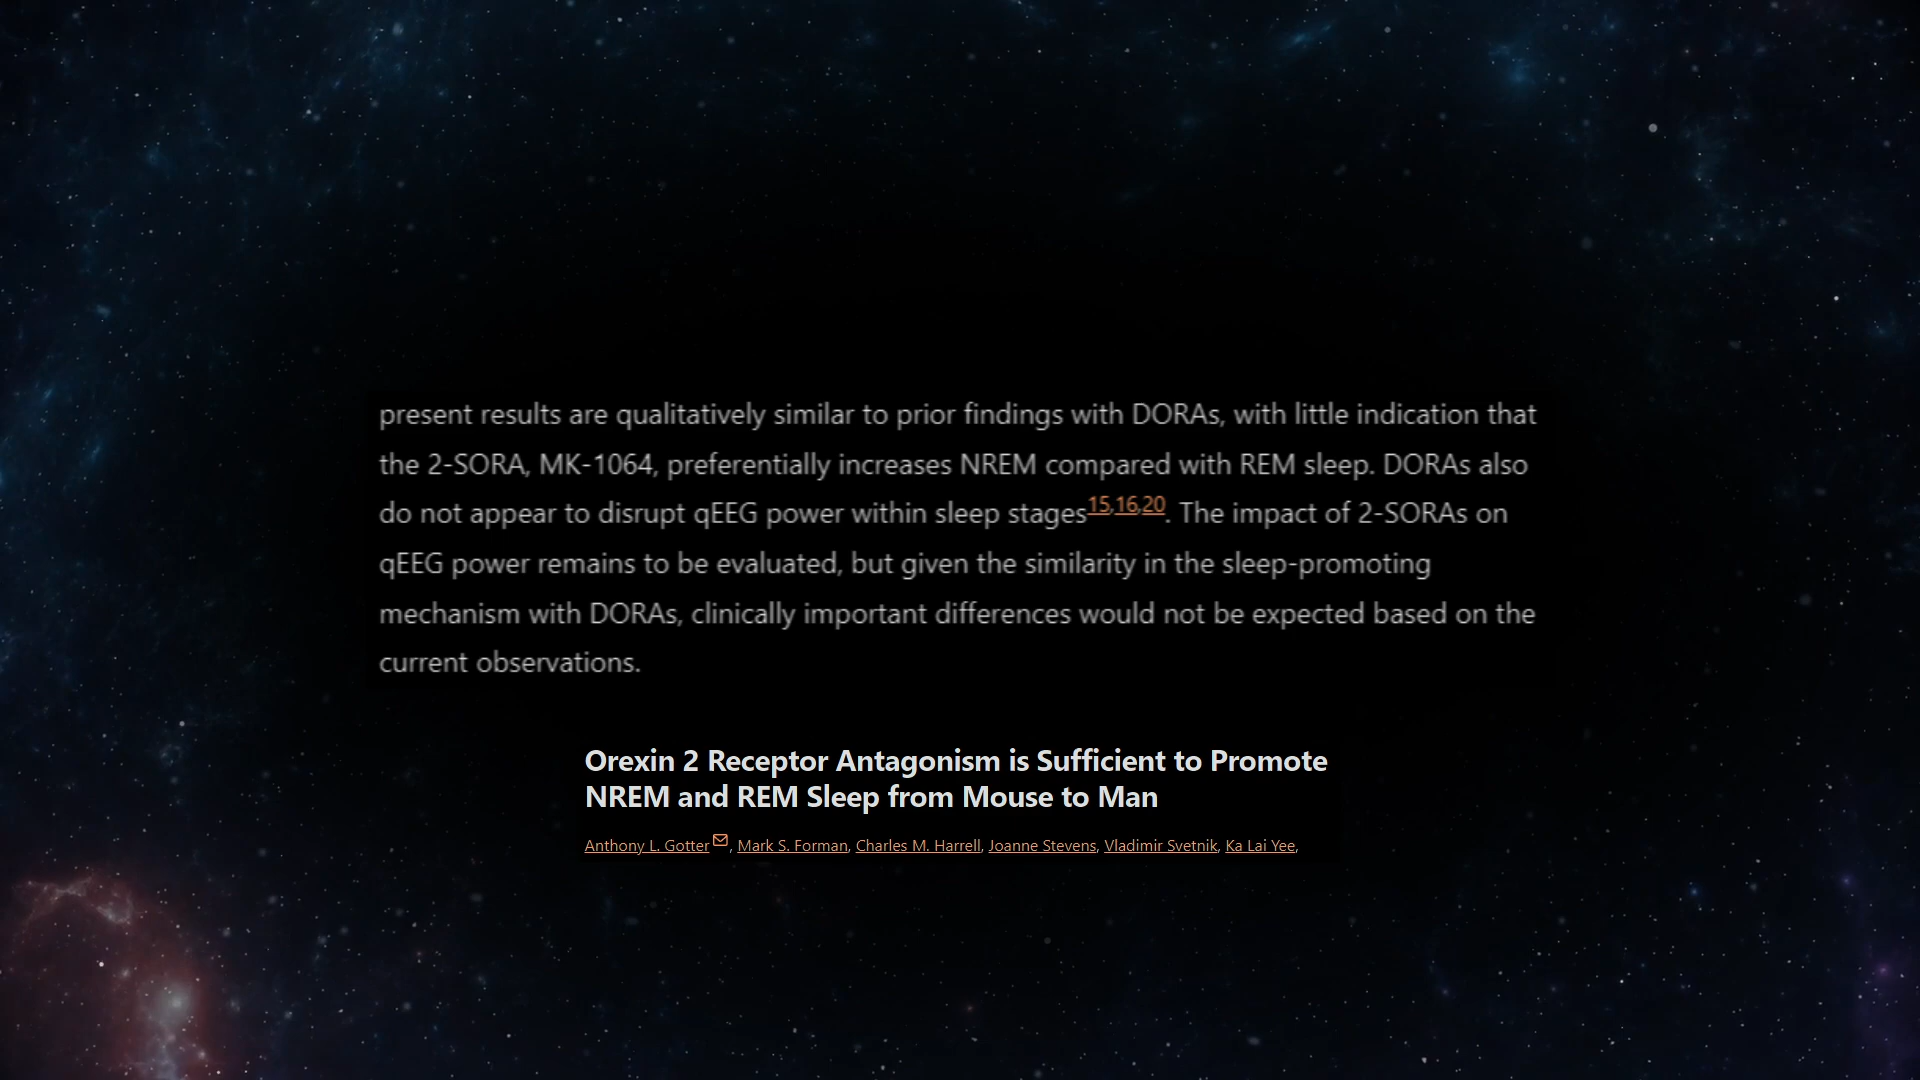 present results are qualitatively similar to prior findings with DORAs, with little indication that
the 2-SORA, MK-1064, preferentially increases NREM compared with REM sleep. DORAs also
do not appear to disrupt qEEG power within sleep stages15,16,20. The impact of 2-SORAs on
qEEG power remains to be evaluated, but given the similarity in the sleep-promoting
mechanism with DORAs, clinically important differences would not be expected based on the
current observations.
Orexin 2 Receptor Antagonism is Sufficient to Promote
NREM and REM Sleep from Mouse to Man
Anthony L. Gotter, Mark S. Forman, Charles M. Harrell, Joanne Stevens, Vladimir Svetnik, Ka Lai Yee,